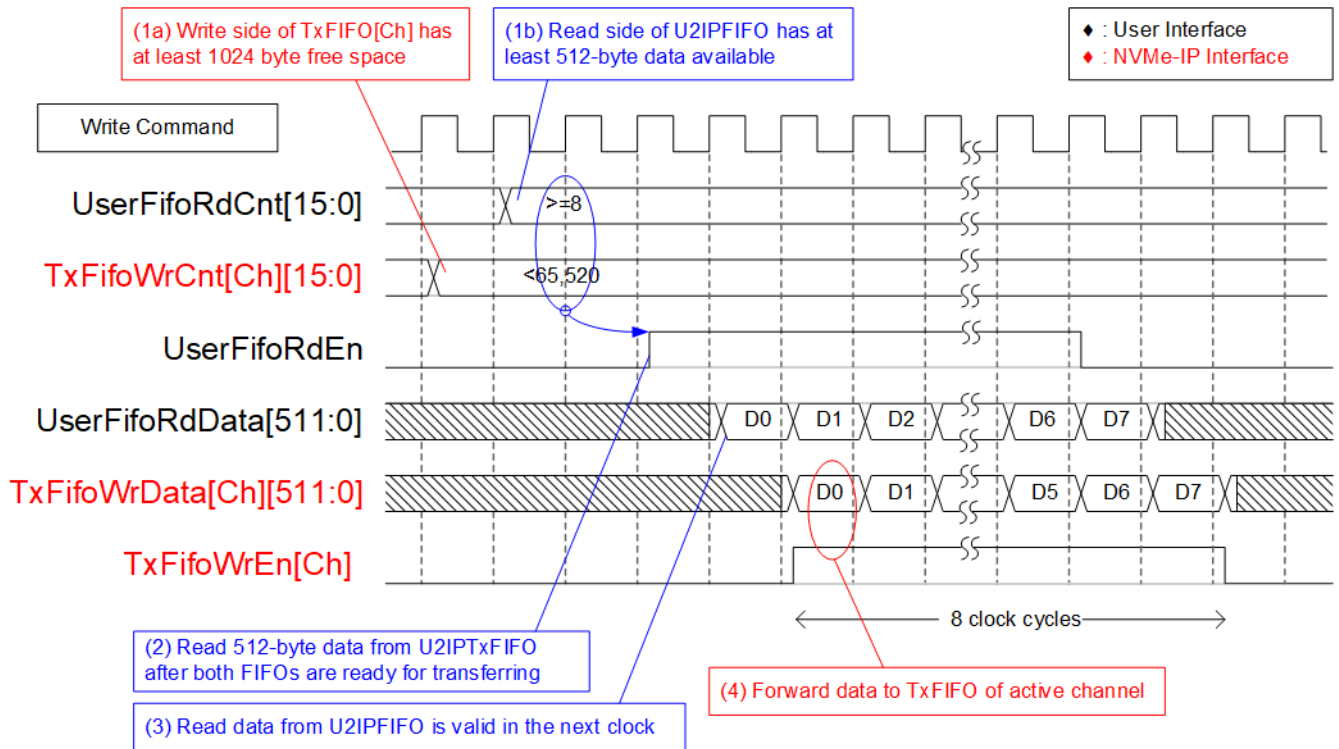 (1a) Write side of TxFIFO[Ch] has
at least 1024 byte free space
(1b) Read side of U2IPFIFO has at
least 512-byte data available
♦ : User Interface
♦ : NVMe-IP Interface
Write Command
UserFifoRdCnt[15:0]
>=8
TxFifoWrCnt[Ch][15:0]
<65,520
UserFifoRdEn
UserFifoRdData[511:0]
D0 D1 D2 D6 D7
TxFifoWrData[Ch][511:0]
D0 D1 D5 D6 D7
TxFifoWrEn[Ch]
8 clock cycles
(2) Read 512-byte data from U2IPTxFIFO
after both FIFOs are ready for transferring
(3) Read data from U2IPFIFO is valid in the next clock
(4) Forward data to TxFIFO of active channel